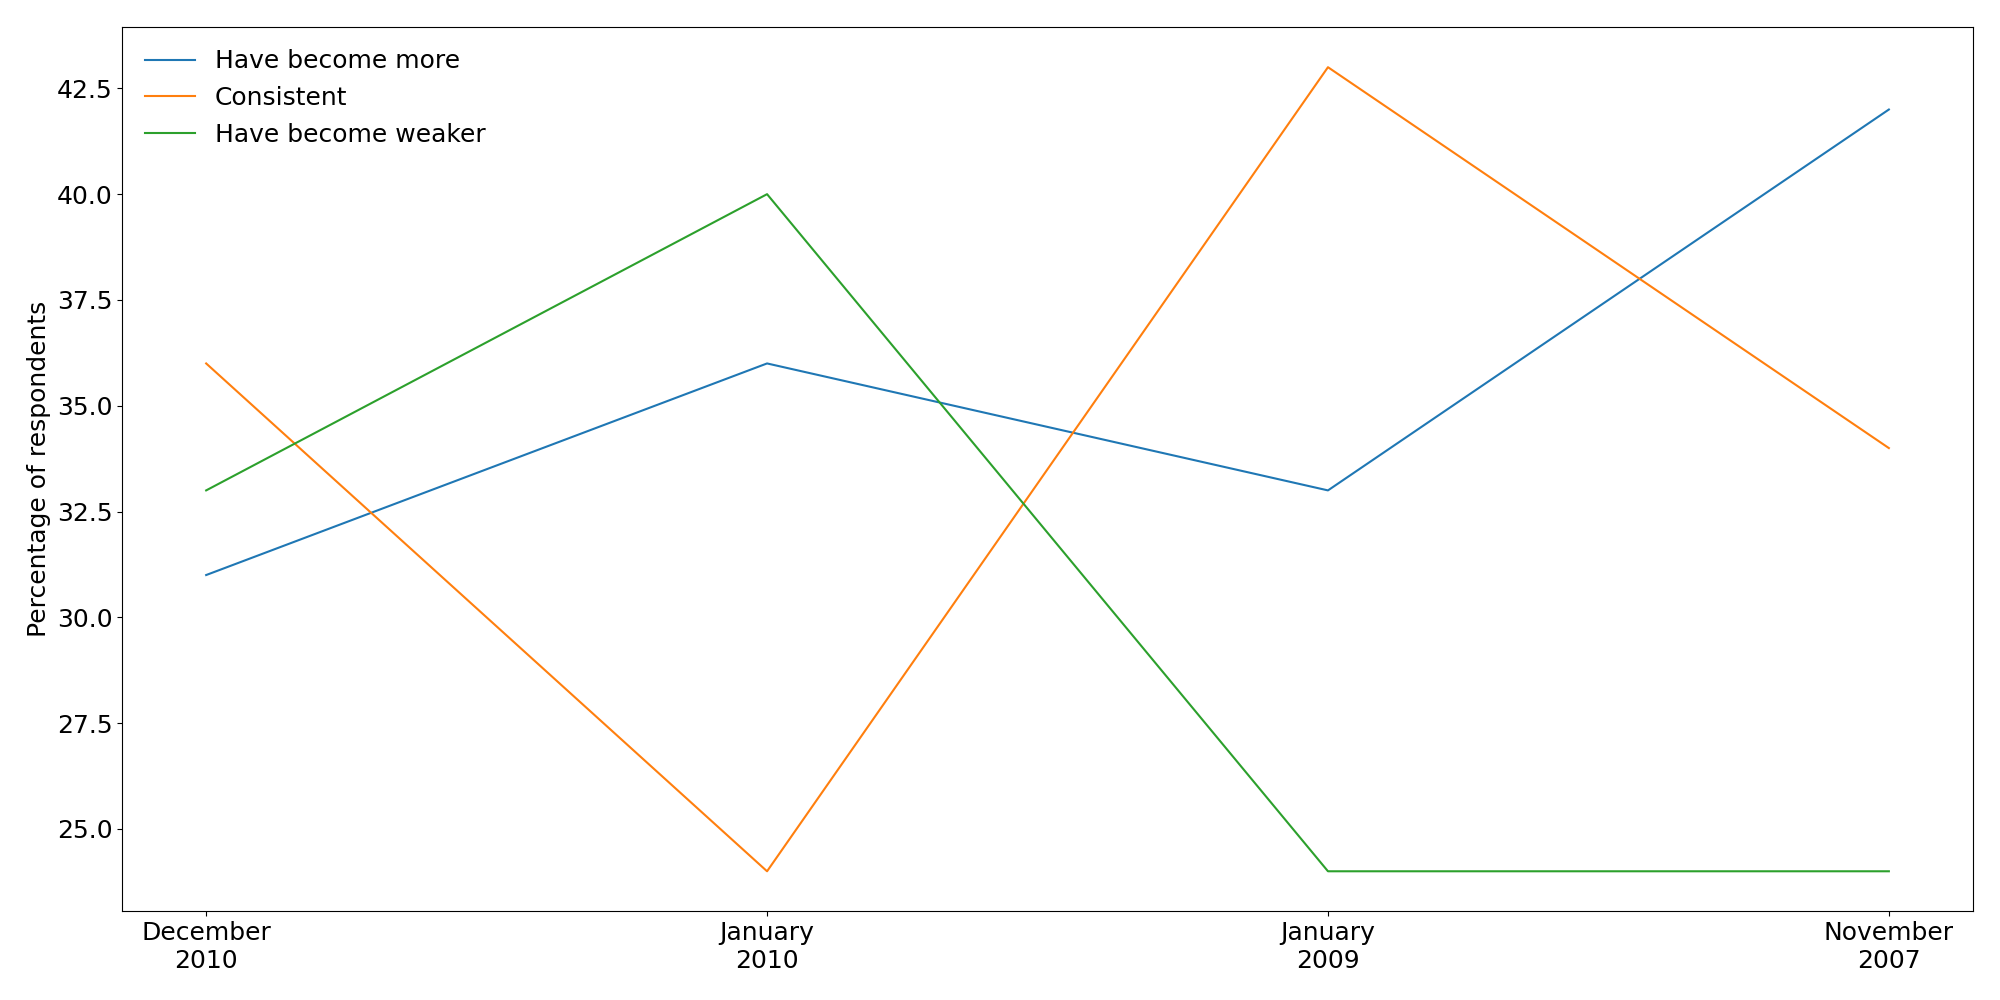 Have become more
Consistent
Have become weaker
Percentage of respondents
42.5
40.0
37.5
35.0
32.5
30.0
27.5
25.0
December
2010
January
2010
January
2009
November
2007